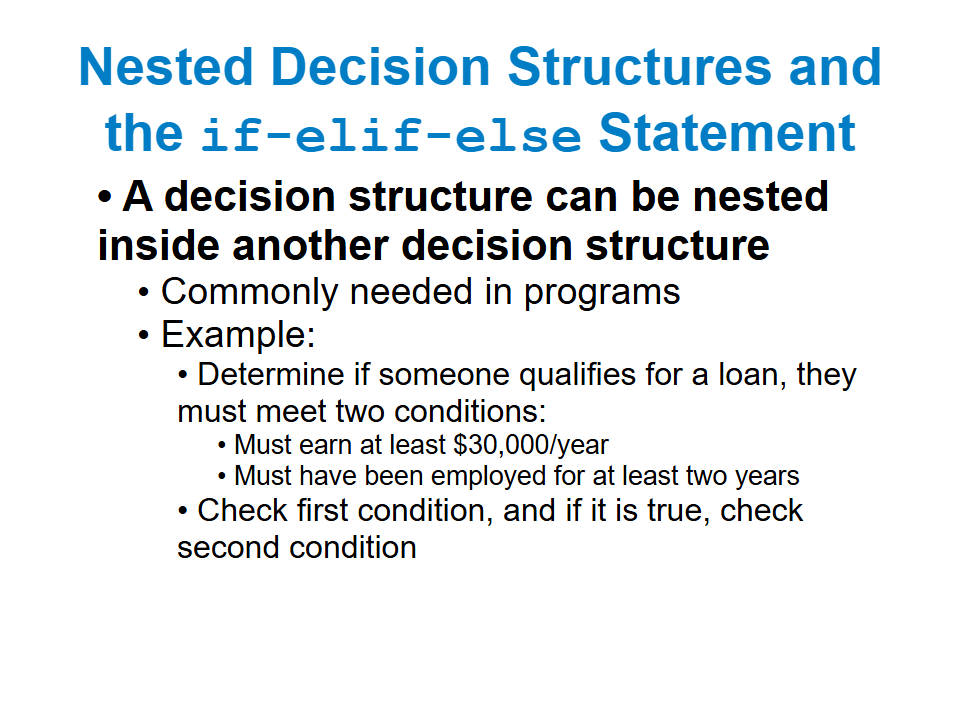 Nested Decision Structures and
the if-elif-else Statement
• A decision structure can be nested
inside another decision structure
• Commonly needed in programs
• Example:
• Determine if someone qualifies for a loan, they
must meet two conditions:
• Must earn at least $30,000/year
• Must have been employed for at least two years
• Check first condition, and if it is true, check
second condition